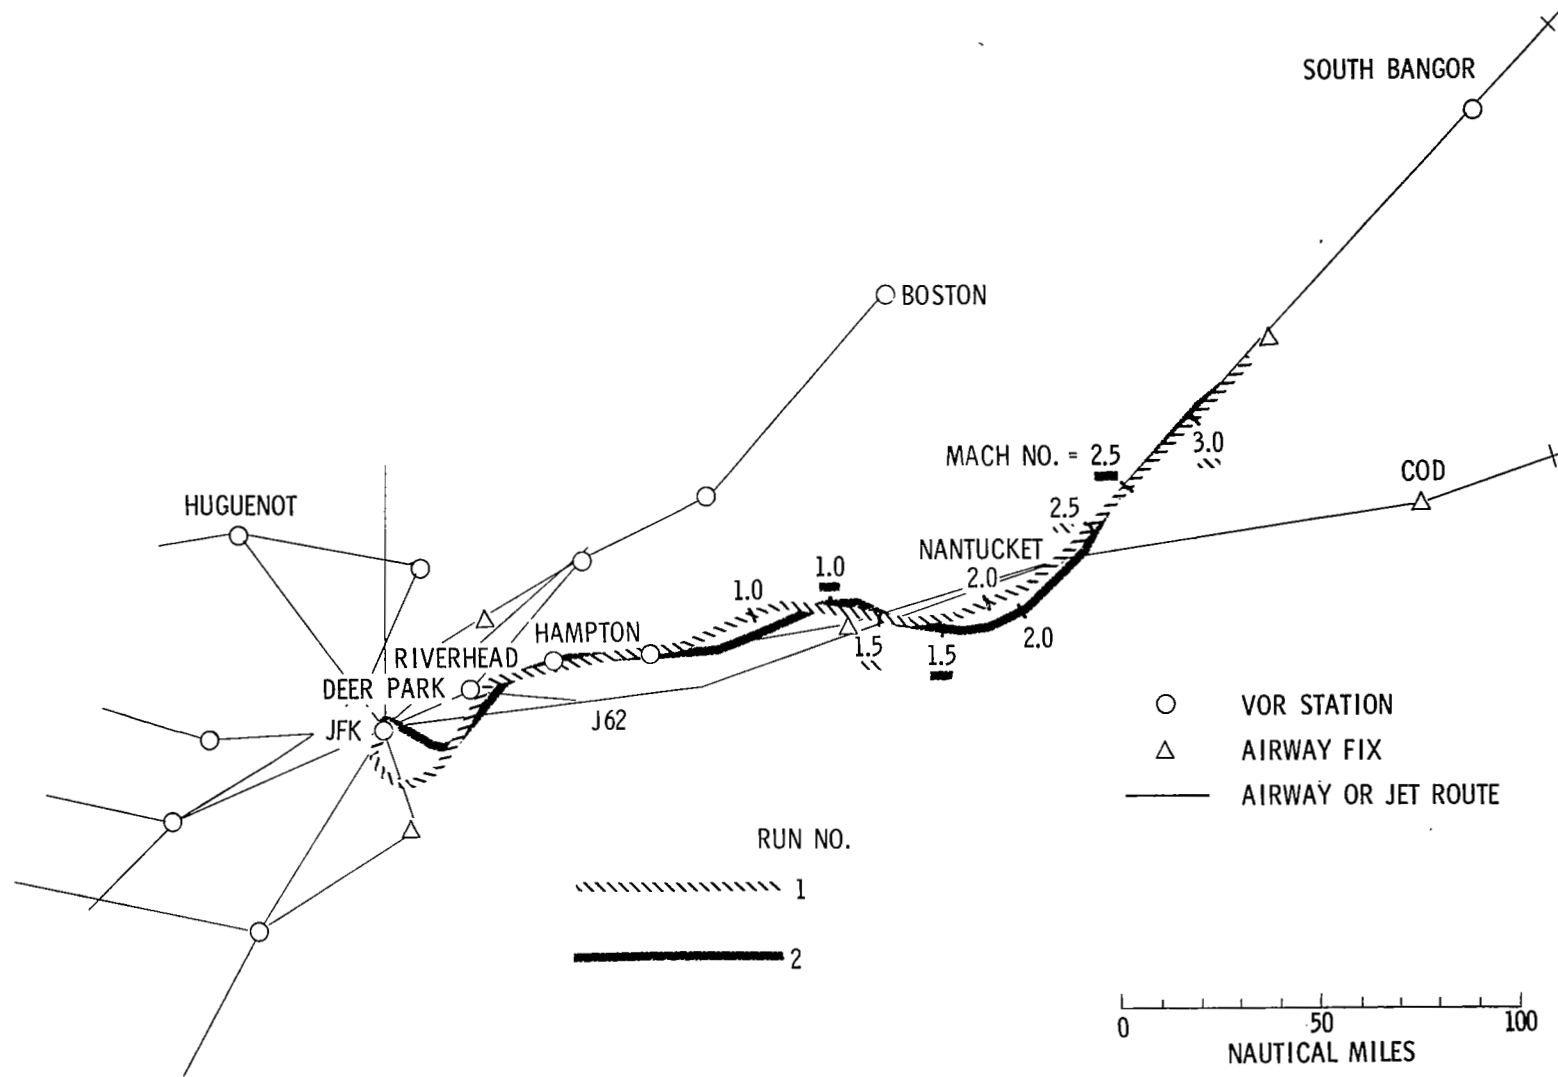 SOUTH BANGOR
BOSTON
3.0
MACH NO. = 2.5
COD
HUGUENOT
2.5
NANTUCKET
1.0
1.0
2.0
HAMPTON
1.5
1.5
2.0
RIVERHEAD
DEER PARK
J62
JFK
VOR STATION
AIRWAY FIX
AIRWAY OR JET ROUTE
RUN NO.
1
2
0 50 100
NAUTICAL MILES